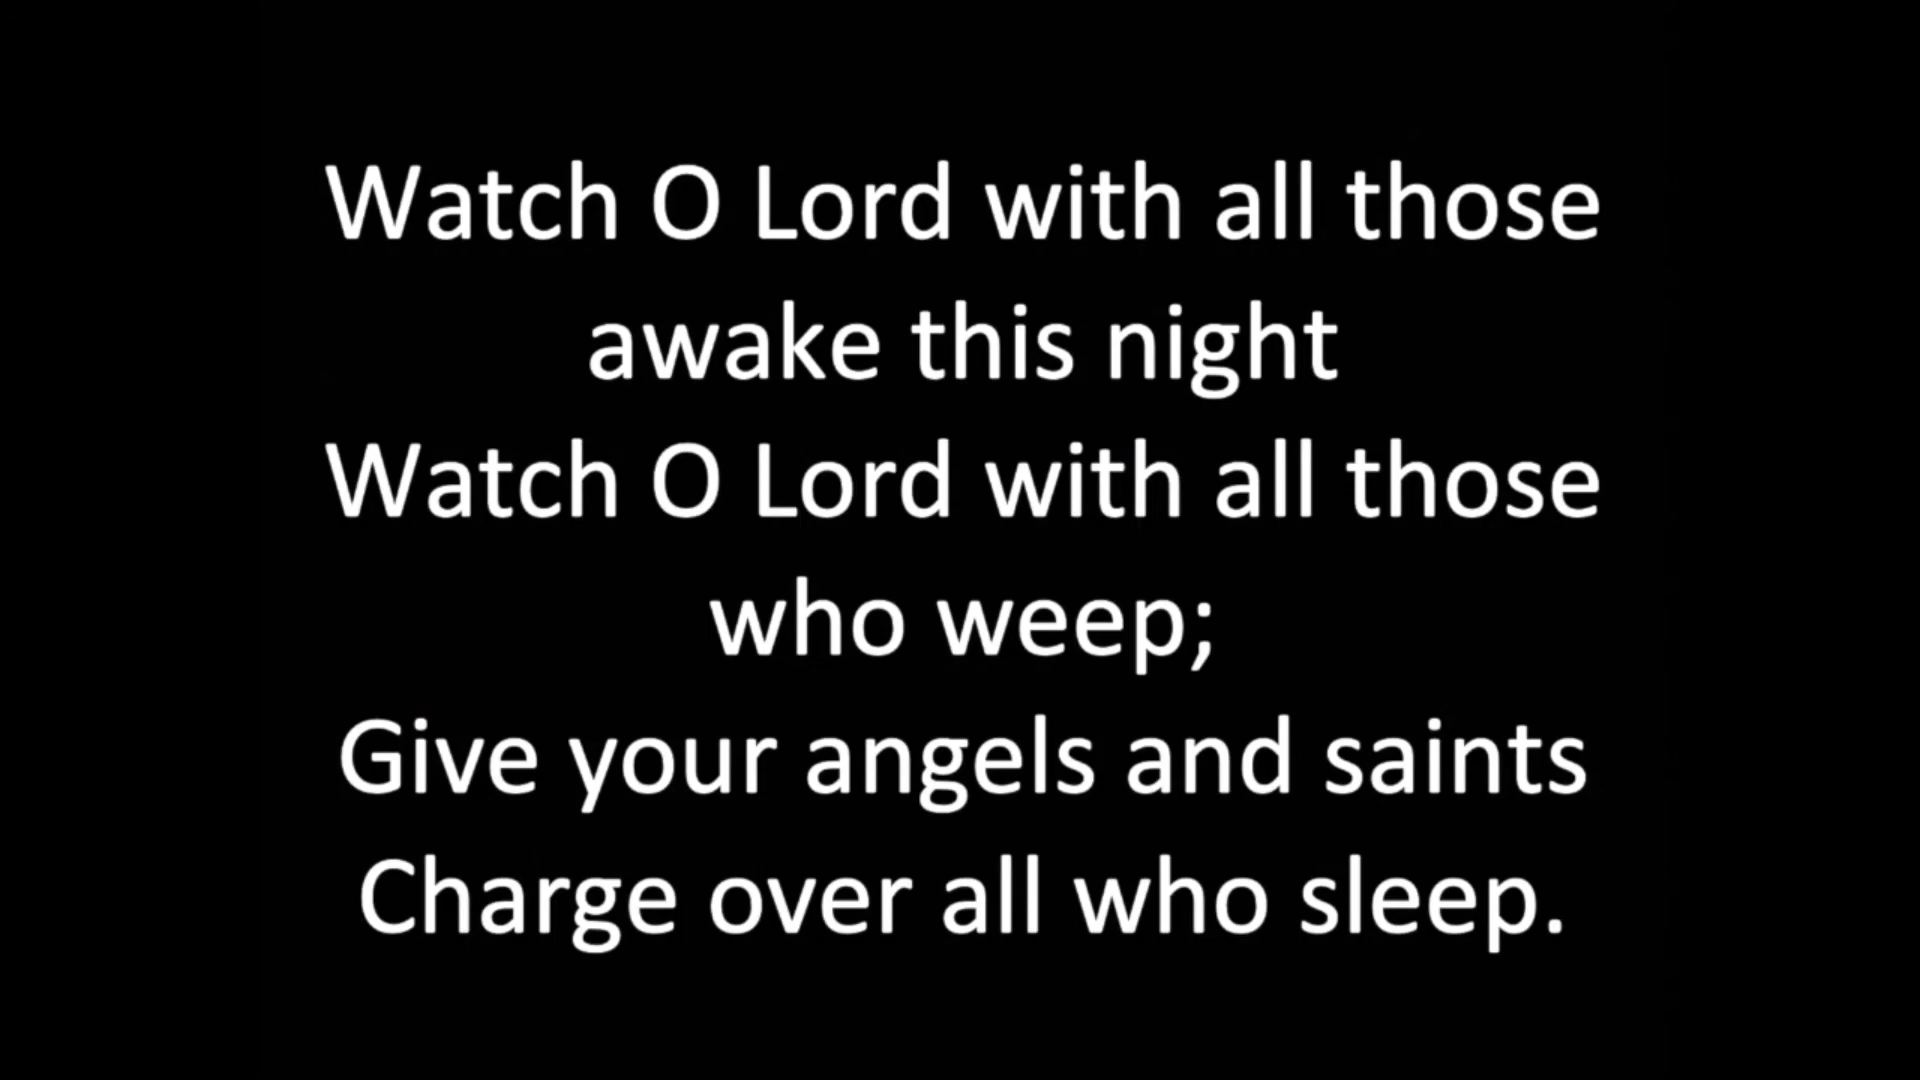 Watch O Lord with all those
awake this night
Watch O Lord with all those
who weep;
Give your angels and saints
Charge over all who sleep.